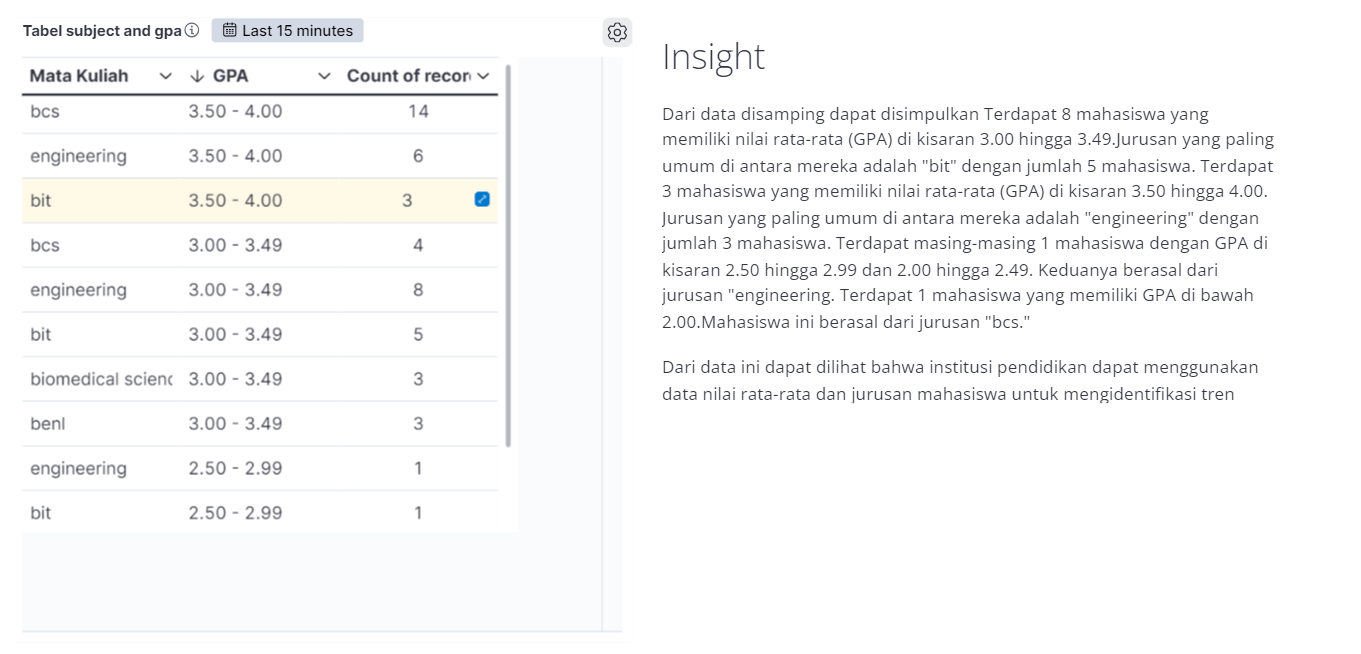 Tabel subject and gpa Last 15 minutes
Mata Kuliah GPA Count of recor
bcs 3.50 - 4.00 14
engineering 3.50 - 4.00 6
bit 3.50 - 4.00 3
bcs 3.00 - 3.49 4
engineering 3.00 - 3.49 8
bit 3.00 - 3.49 5
biomedical scienc 3.00 - 3.49 3
benl 3.00 - 3.49 3
engineering 2.50 - 2.99 1
bit 2.50 - 2.99 1
Insight
Dari data disamping dapat disimpulkan Terdapat 8 mahasiswa yang
memiliki nilai rata-rata (GPA) di kisaran 3.00 hingga 3.49.Jurusan yang paling
umum di antara mereka adalah "bit" dengan jumlah 5 mahasiswa. Terdapat
3 mahasiswa yang memiliki nilai rata-rata (GPA) di kisaran 3.50 hingga 4.00.
Jurusan yang paling umum di antara mereka adalah "engineering" dengan
jumlah 3 mahasiswa. Terdapat masing-masing 1 mahasiswa dengan GPA di
kisaran 2.50 hingga 2.99 dan 2.00 hingga 2.49. Keduanya berasal dari
jurusan "engineering. Terdapat 1 mahasiswa yang memiliki GPA di bawah
2.00.Mahasiswa ini berasal dari jurusan "bcs."
Dari data ini dapat dilihat bahwa institusi pendidikan dapat menggunakan
data nilai rata-rata dan jurusan mahasiswa untuk mengidentifikasi tren